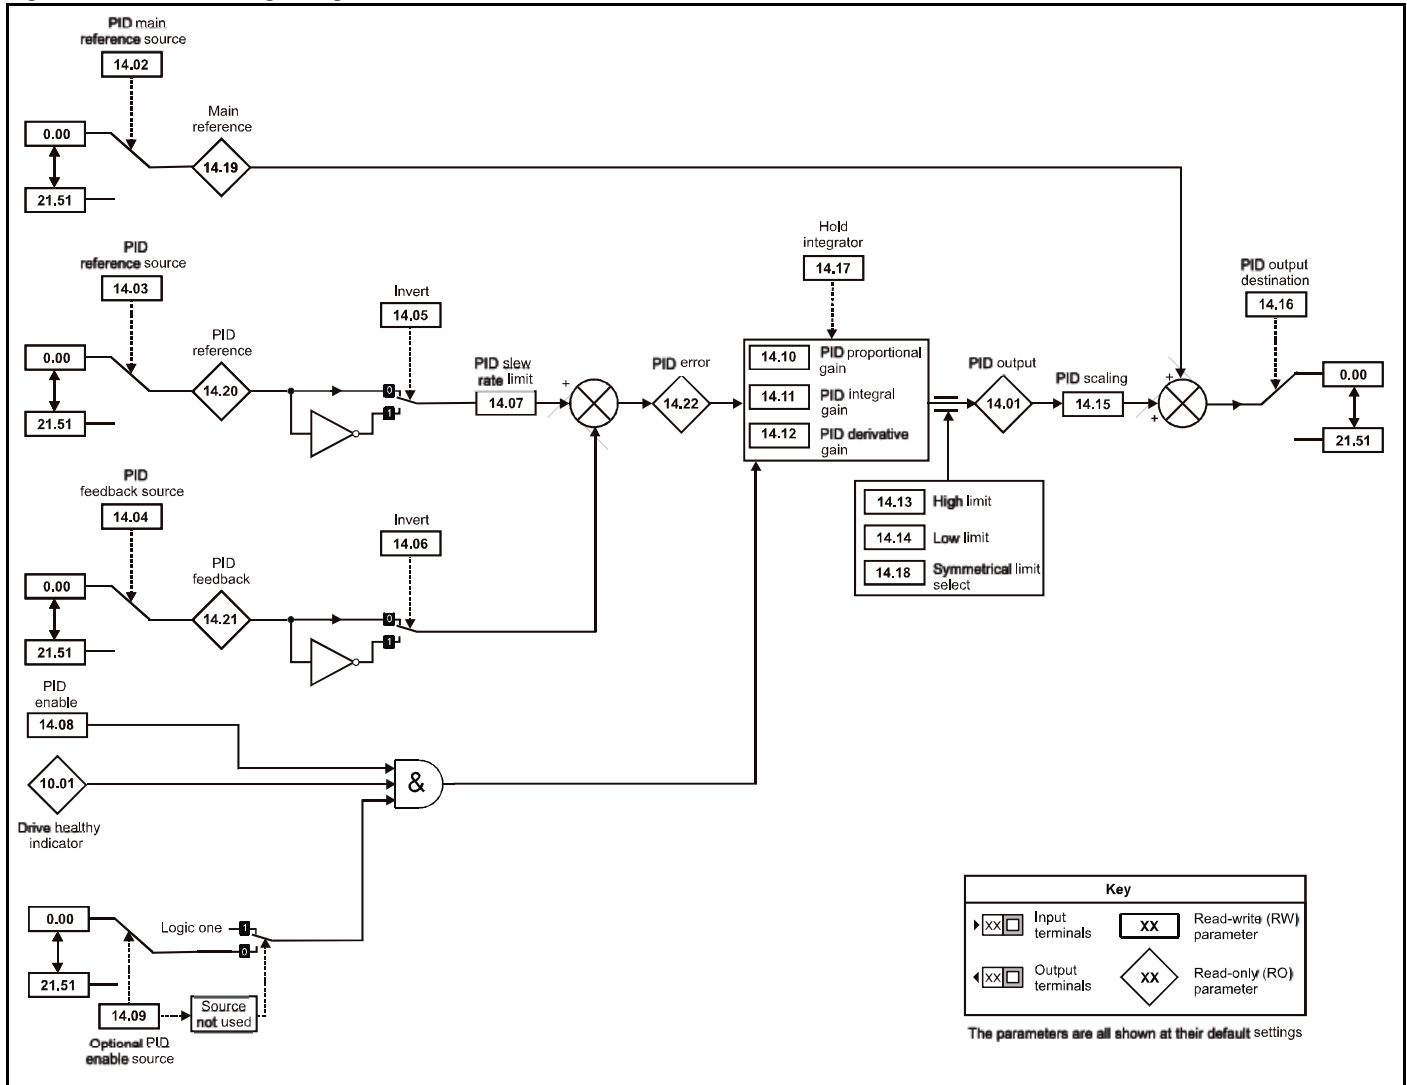 PID main
reference source
14.02
Main
reference
0.00
14.19
21.51
PID
reference source
14.03
Hold
integrator
14.17
PID output
destination
14.16
Invert
14.05
PID
reference
PID slew
rate limit
PID error
14.10
PID proportional
gain
PID output
PID scaling
0.00
0.00
14.20
0
1
14.07
+
14.22
14.11
PID integral
gain
14.01
14.15
+
+
21.51
14.12
PID derivative
gain
21.51
PID
feedback source
14.04
Invert
14.06
14.13
High limit
14.14
Low limit
14.18
Symmetrical limit
select
PID
feedback
0.00
14.21
0
1
21.51
PID
enable
14.08
10.01
&
Drive healthy
indicator
0.00
Logic one
1
0
21.51
14.09
Source
not used
Optional PID
enable source
Key
XX
Input
terminals
XX
Read-write (RW)
parameter
XX
Output
terminals
XX
Read-only (RO)
parameter
The parameters are all shown at their default settings